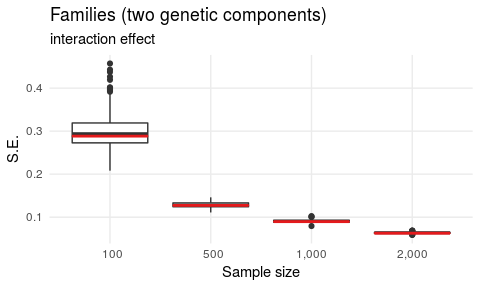 Families (two genetic components)
interaction effect
S.E.
0.4
0.3
0.2
0.1
100 500 1,000 2,000
Sample size